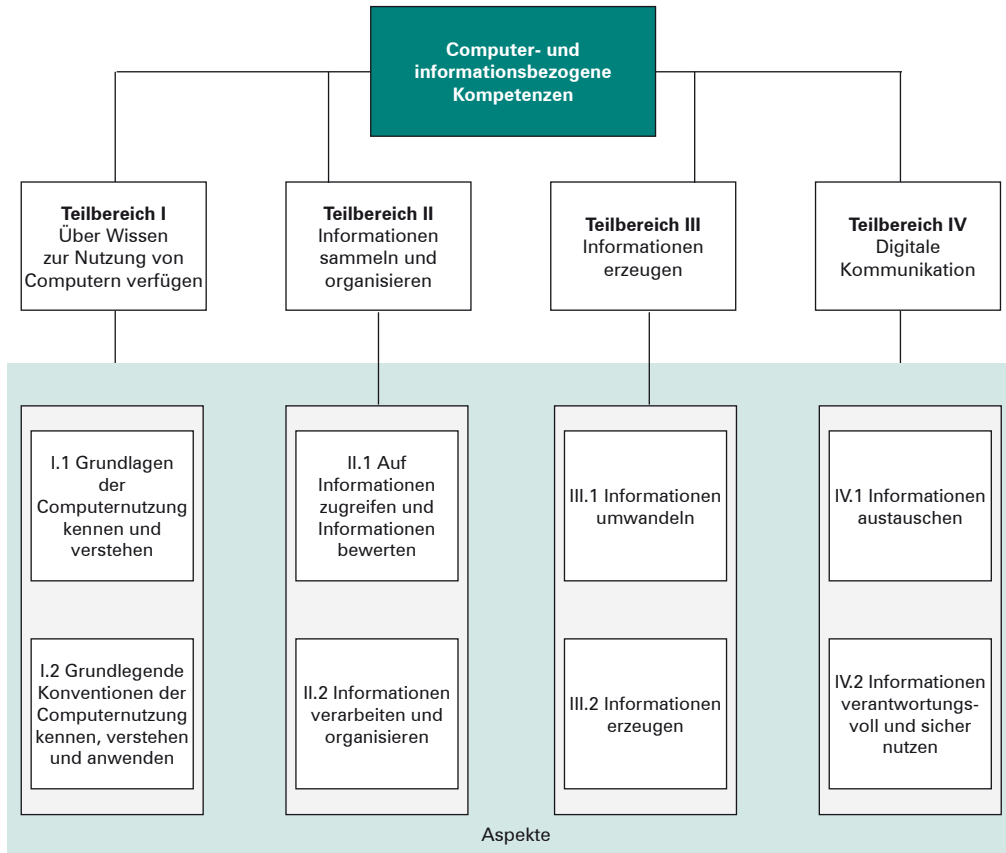 Computer- und
informationsbezogene
Kompetenzen
Teilbereich I
Über Wissen
zur Nutzung von
Computern verfügen
Teilbereich II
Informationen
sammeln und
organisieren
Teilbereich III
Informationen
erzeugen
Teilbereich IV
Digitale
Kommunikation
I.1 Grundlagen
der
Computernutzung
kennen und
verstehen
II.1 Auf
Informationen
zugreifen und
Informationen
bewerten
III.1 Informationen
umwandeln
IV.1 Informationen
austauschen
I.2 Grundlegende
Konventionen der
Computernutzung
kennen, verstehen
und anwenden
II.2 Informationen
verarbeiten und
organisieren
III.2 Informationen
erzeugen
IV.2 Informationen
verantwortungs-
voll und sicher
nutzen
Aspekte